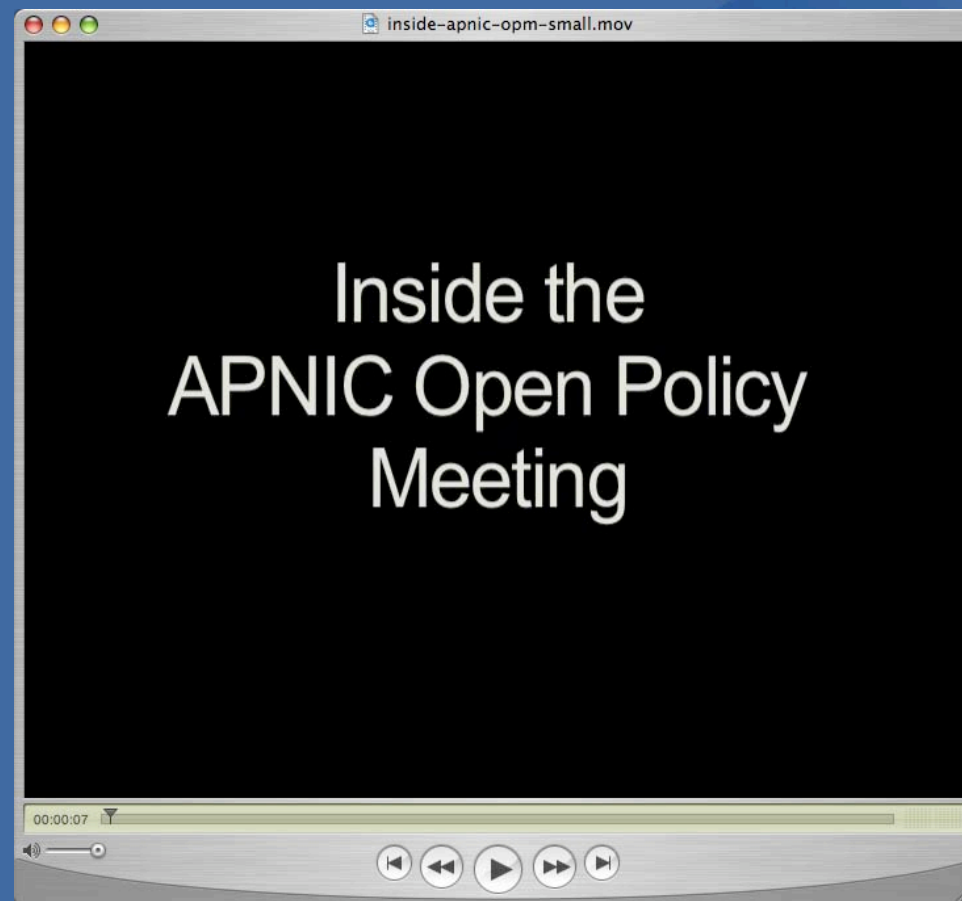 inside-apnic-opm-small.mov
Inside the
APNIC Open Policy
Meeting
00:00:07